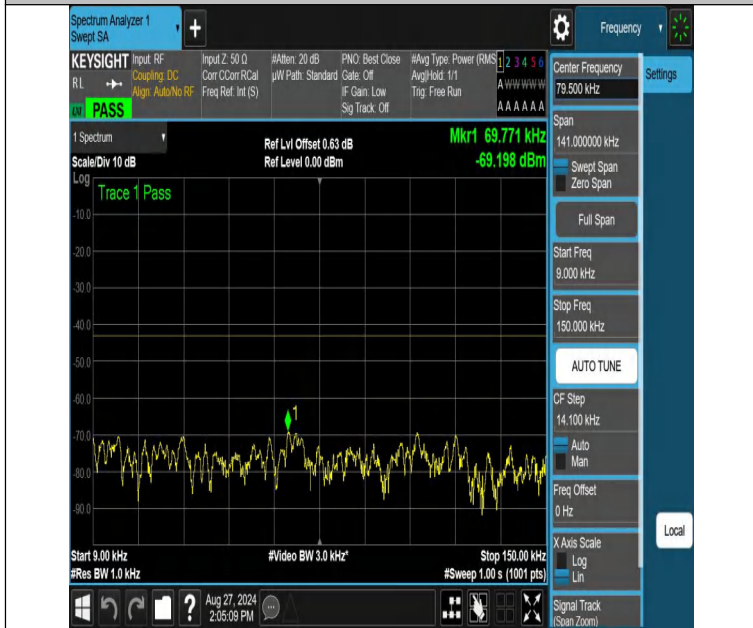 Spectrum Analyzer 1
Swept SA
+
Frequency
KEYSIGHT
RL
PASS
Input: RF
Coupling: DC
Align: Auto/No RF
Input Z: 50 Ω
Corr CCorr RCal
Freq Ref: Int (S)
#Atten: 20 dB
µW Path: Standard
PNO: Best Close
Gate: Off
IF Gain: Low
Sig Track: Off
#Avg Type: Power (RMS
Avg|Hold: 1/1
Trig: Free Run
1 2 3 4 5 6
A W W W W W
A A A A A A
1 Spectrum
Scale/Div 10 dB
Ref Lvl Offset 0.63 dB
Ref Level 0.00 dBm
Mkr1 69.771 kHz
-69.198 dBm
Log
Trace 1 Pass
-10.0
-20.0
-30.0
-40.0
-50.0
-60.0
1
-70.0
-80.0
-90.0
Start 9.00 kHz
#Res BW 1.0 kHz
#Video BW 3.0 kHz*
Stop 150.00 kHz
#Sweep 1.00 s (1001 pts)
?
Aug 27, 2024
2:05:09 PM
Center Frequency
79.500 kHz
Settings
Span
141.000000 kHz
Swept Span
Zero Span
Full Span
Start Freq
9.000 kHz
Stop Freq
150.000 kHz
AUTO TUNE
CF Step
14.100 kHz
Auto
Man
Freq Offset
0 Hz
X Axis Scale
Log
Lin
Local
Signal Track
(Span Zoom)